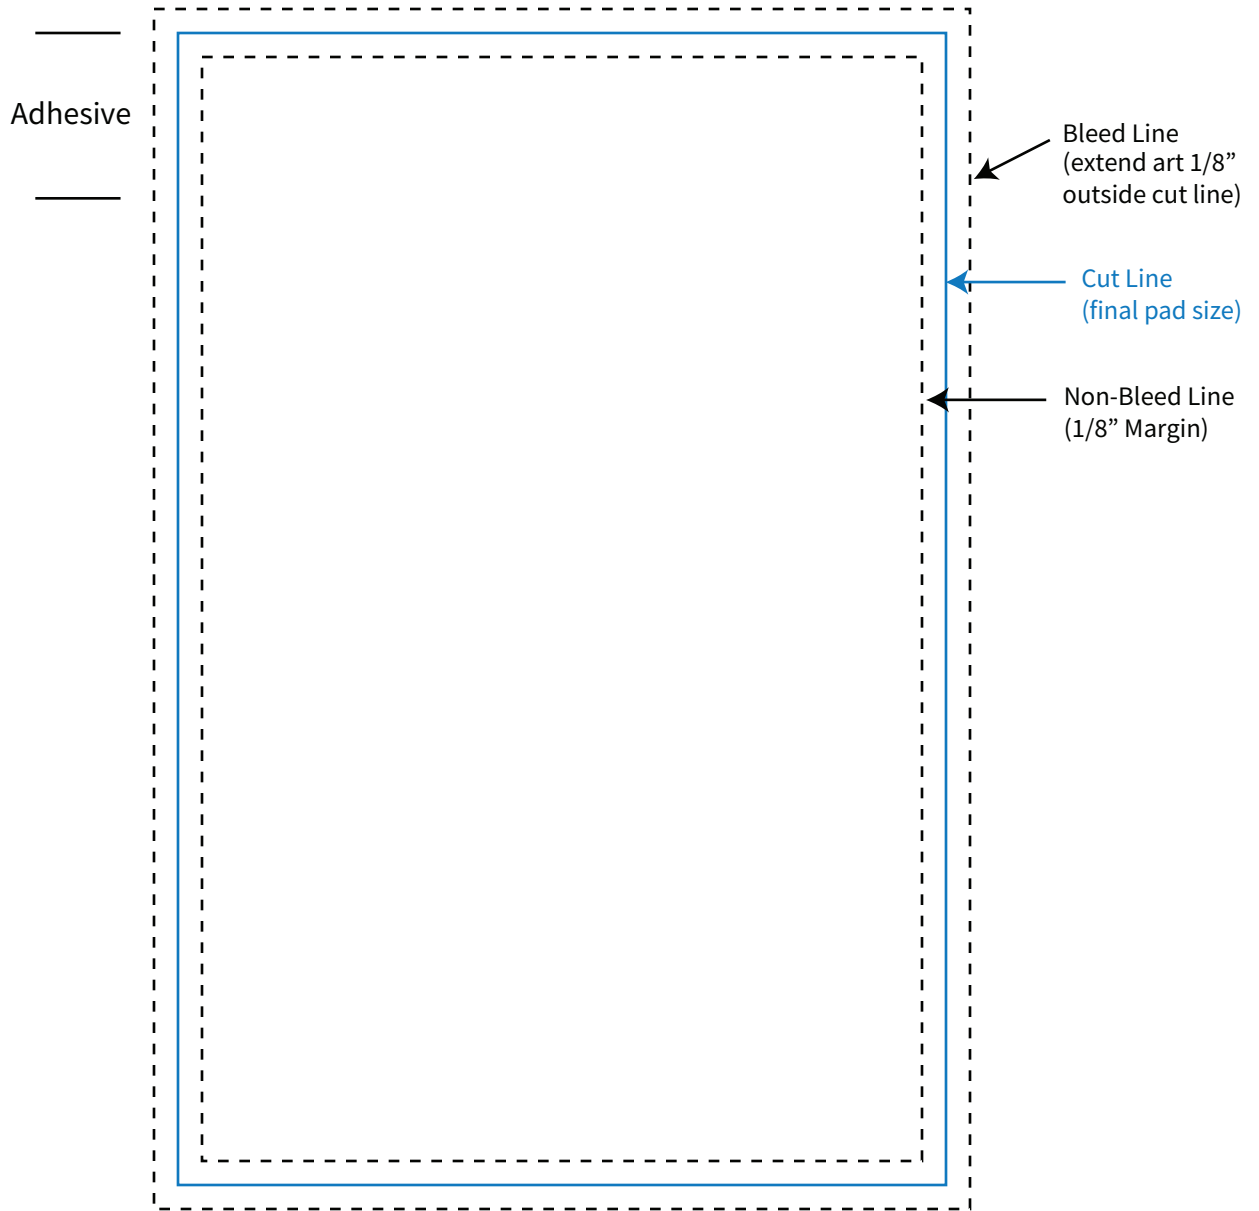 Adhesive
Bleed Line
(extend art 1/8”
outside cut line)
Cut Line
(final pad size)
Non-Bleed Line
(1/8” Margin)